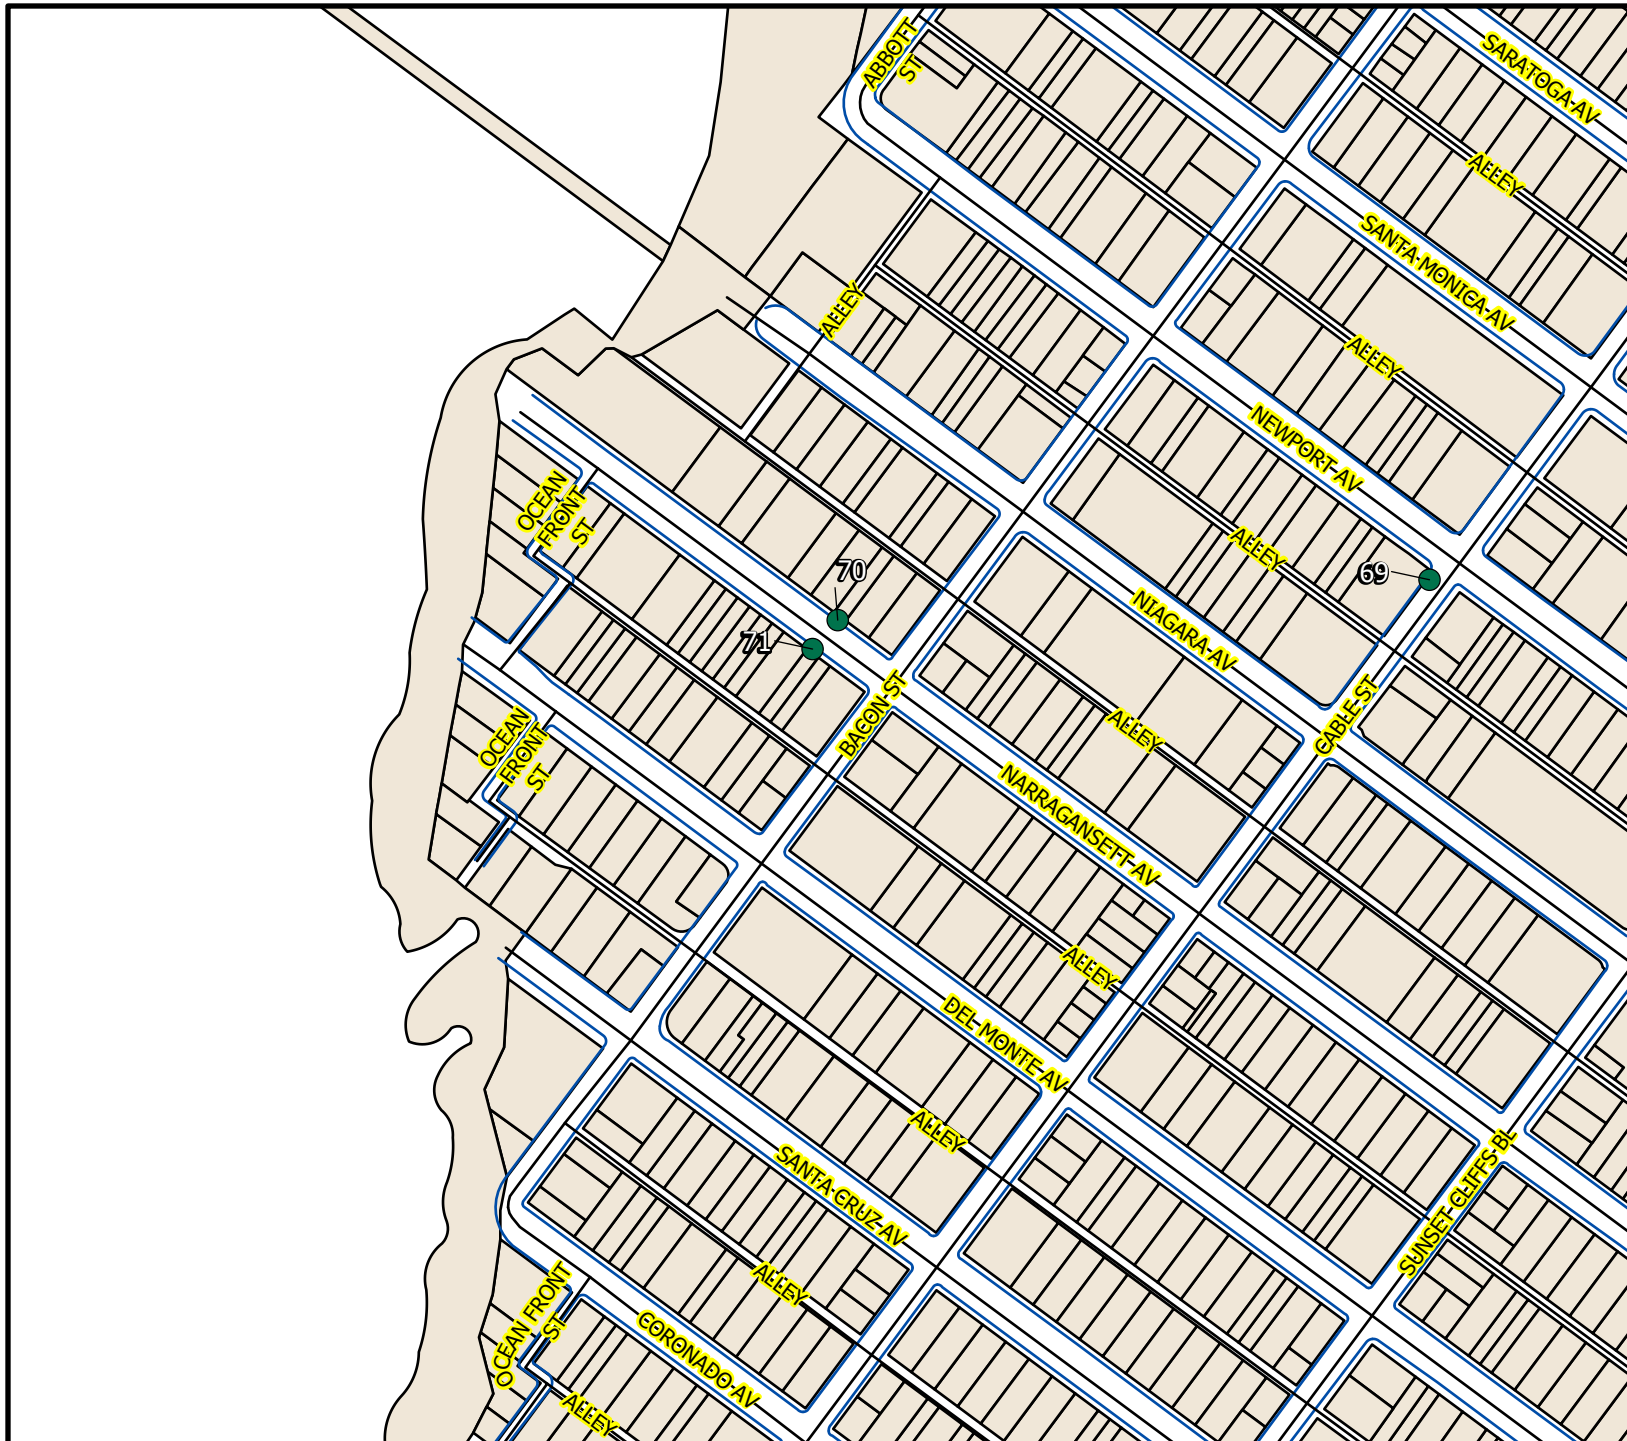 ABBOTT
ST
SARATOGA AV
ALLEY
SANTA MONICA AV
ALLEY
ALLEY
NEWPORT AV
OCEAN
FRONT
ST
ALLEY
70
69
71
NIAGARA AV
BACON ST
CABLE ST
OCEAN
FRONT
ST
ALLEY
NARRAGANSETT AV
ALLEY
DEL MONTE AV
ALLEY
SANTA CRUZ AV
SUNSET CLIFFS BL
ALLEY
OCEAN FRONT
ST
CORONADO AV
ALLEY